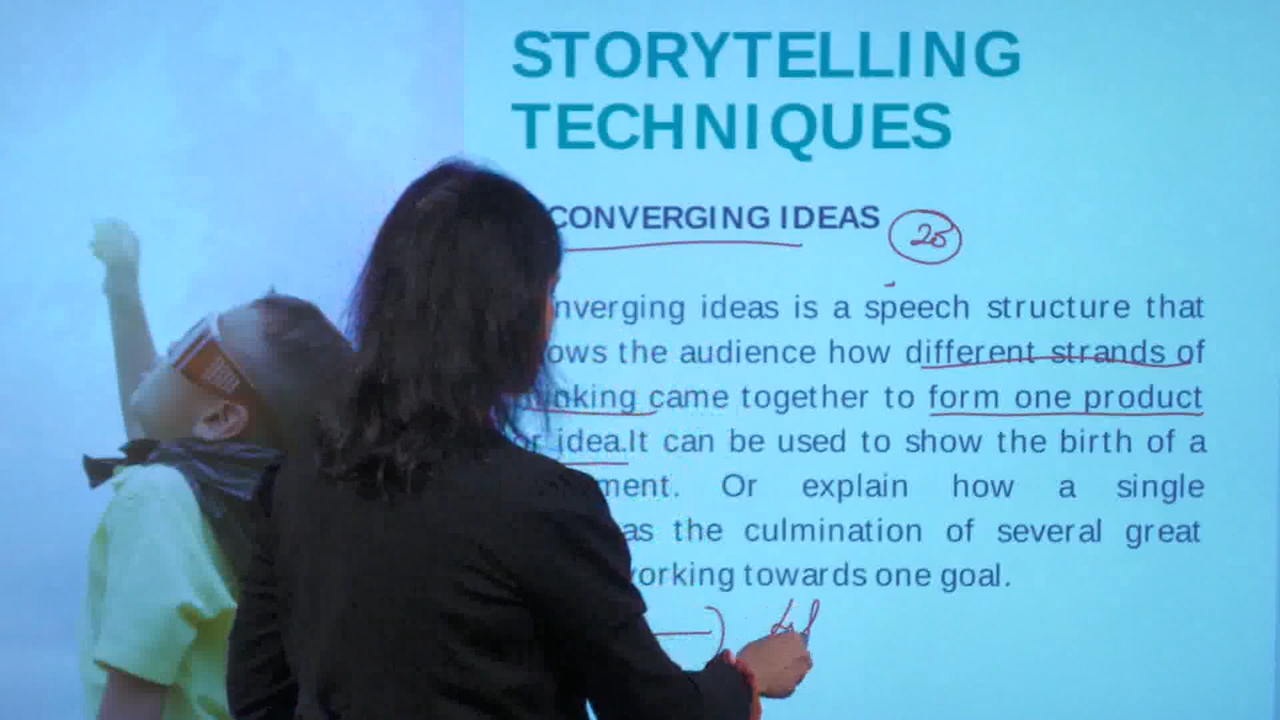 STORYTELLING
TECHNIQUES
CONVERGING IDEAS
nverging ideas is a speech structure that
ows the audience how different strands of
nking came together to form one product
or idea.It can be used to show the birth of a
ment. Or explain how a single
as the culmination of several great
working towards one goal.